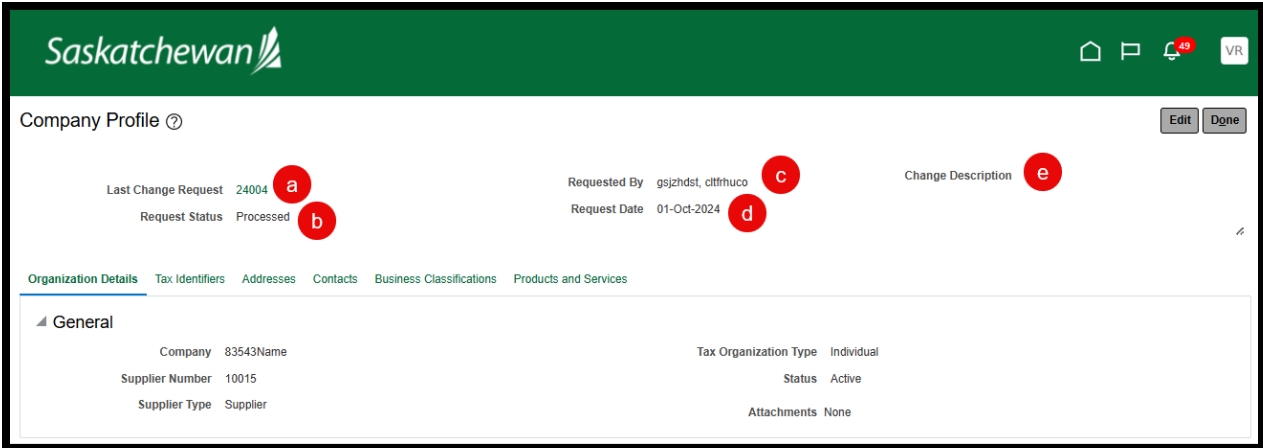 Saskatchewan
49
VR
Company Profile ?
Edit Done
Last Change Request 24004 a
Request Status Processed b
Requested By gsjzhdst, cltfrhuco c
Request Date 01-Oct-2024 d
Change Description e
Organization Details Tax Identifiers Addresses Contacts Business Classifications Products and Services
General
Company 83543Name
Supplier Number 10015
Supplier Type Supplier
Tax Organization Type Individual
Status Active
Attachments None